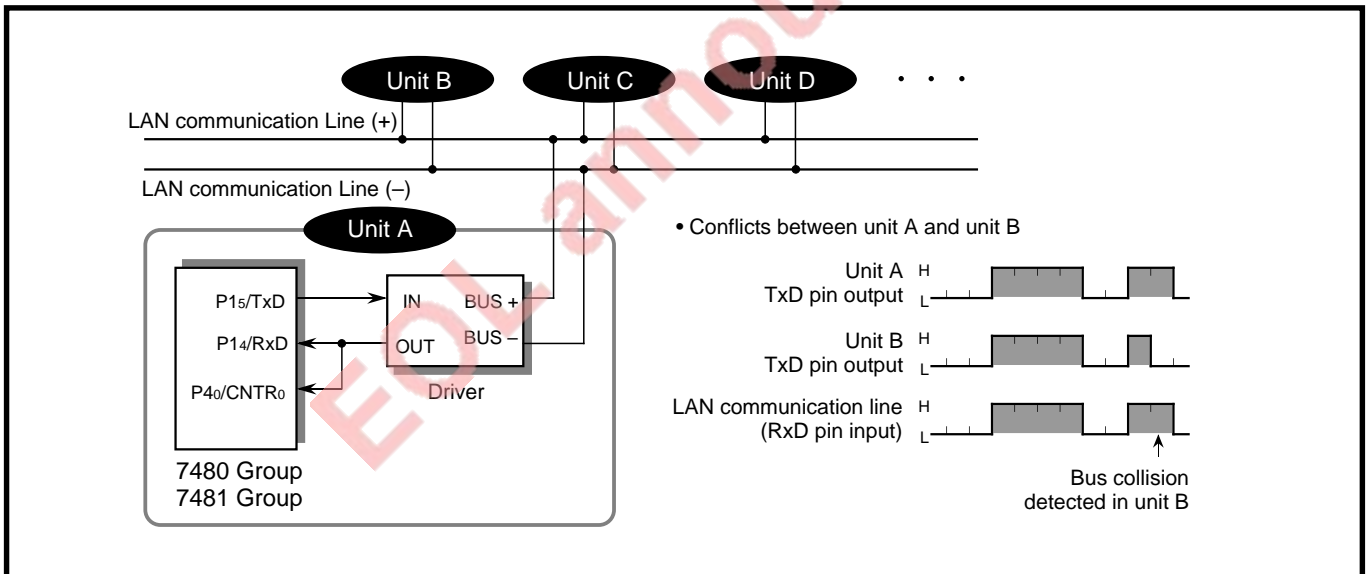 Unit B
Unit C
Unit D
· · ·
LAN communication Line (+)
LAN communication Line (–)
Unit A
P15/TxD
P14/RxD
P40/CNTR0
IN
OUT
BUS +
BUS –
Driver
7480 Group
7481 Group
• Conflicts between unit A and unit B
Unit A
TxD pin output
H
L
Unit B
TxD pin output
H
L
LAN communication line
(RxD pin input)
H
L
Bus collision
detected in unit B